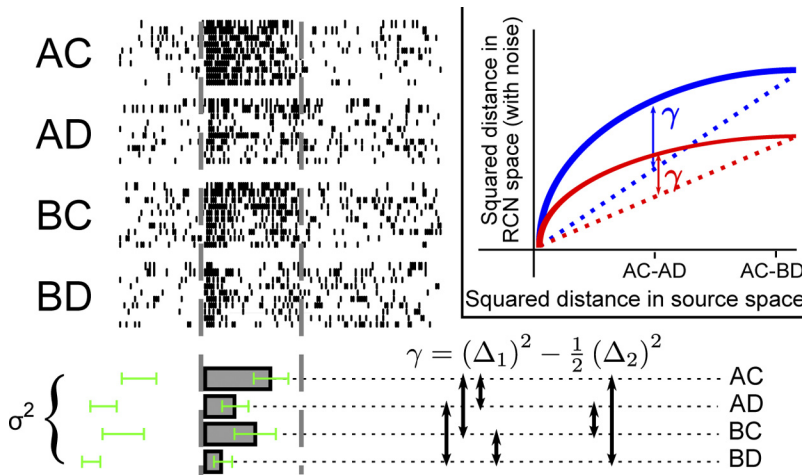 AC
AD
BC
BD
Squared distance in
RCN space (with noise)
γ
γ
AC-AD
AC-BD
Squared distance in source space
γ = (Δ₁)² − ½ (Δ₂)²
σ²
AC
AD
BC
BD